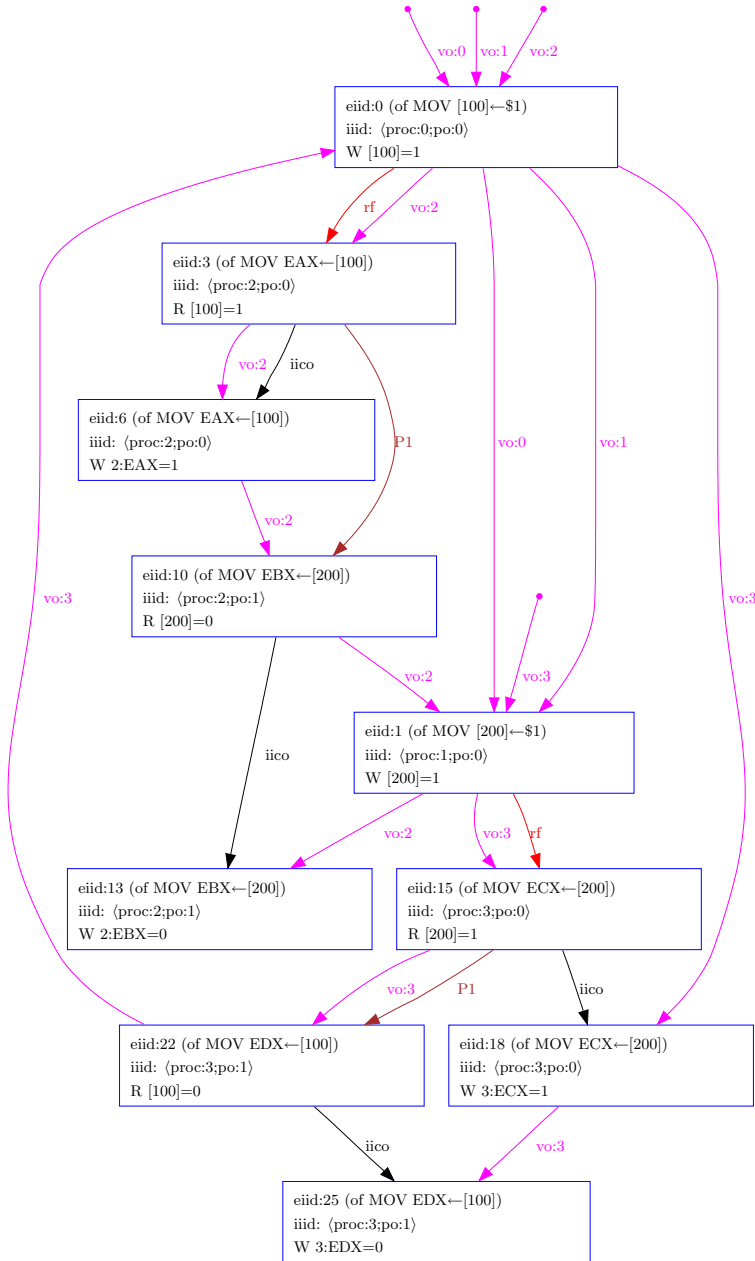 vo:0
vo:1
vo:2
eiid:0 (of MOV [100]←$1)
iiid: ⟨proc:0;po:0⟩
W [100]=1
rf
vo:2
eiid:3 (of MOV EAX←[100])
iiid: ⟨proc:2;po:0⟩
R [100]=1
vo:2
iico
eiid:6 (of MOV EAX←[100])
iiid: ⟨proc:2;po:0⟩
W 2:EAX=1
P1
vo:0
vo:1
vo:2
eiid:10 (of MOV EBX←[200])
iiid: ⟨proc:2;po:1⟩
R [200]=0
vo:3
vo:3
vo:2
vo:3
eiid:1 (of MOV [200]←$1)
iiid: ⟨proc:1;po:0⟩
W [200]=1
iico
vo:2
vo:3
rf
eiid:13 (of MOV EBX←[200])
iiid: ⟨proc:2;po:1⟩
W 2:EBX=0
eiid:15 (of MOV ECX←[200])
iiid: ⟨proc:3;po:0⟩
R [200]=1
vo:3
P1
iico
eiid:22 (of MOV EDX←[100])
iiid: ⟨proc:3;po:1⟩
R [100]=0
eiid:18 (of MOV ECX←[200])
iiid: ⟨proc:3;po:0⟩
W 3:ECX=1
iico
vo:3
eiid:25 (of MOV EDX←[100])
iiid: ⟨proc:3;po:1⟩
W 3:EDX=0